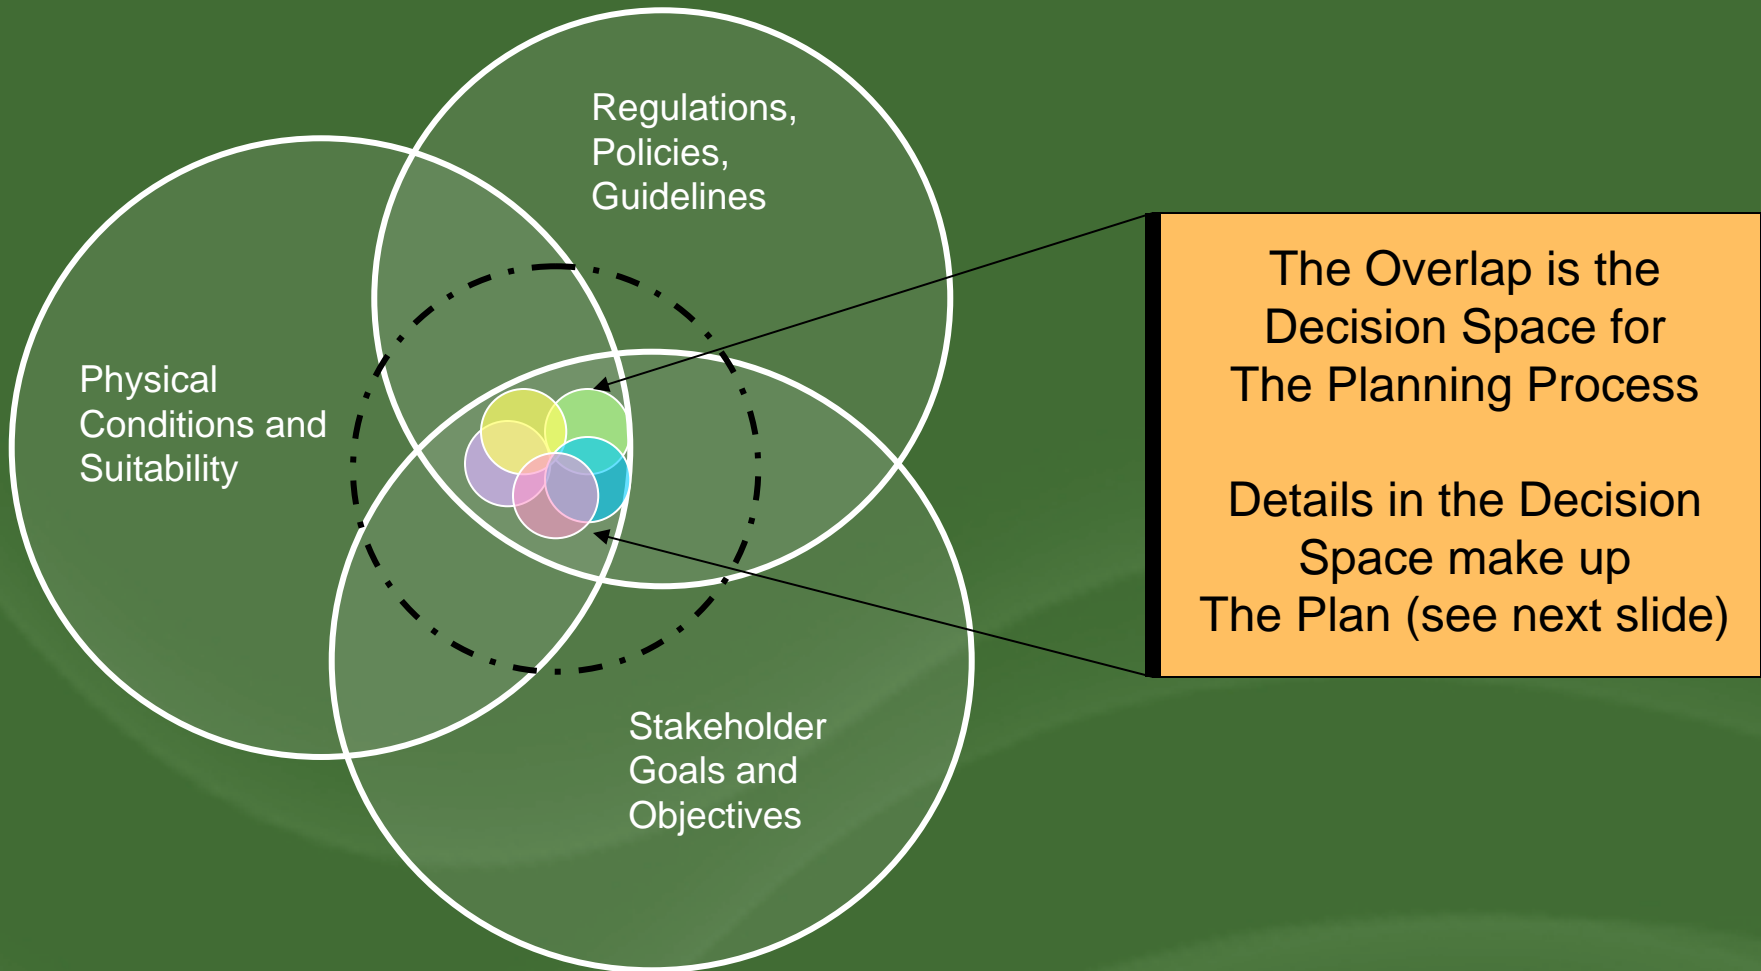 Regulations,
Policies,
Guidelines
Physical
Conditions and
Suitability
Stakeholder
Goals and
Objectives
The Overlap is the
Decision Space for
The Planning Process
Details in the Decision
Space make up
The Plan (see next slide)